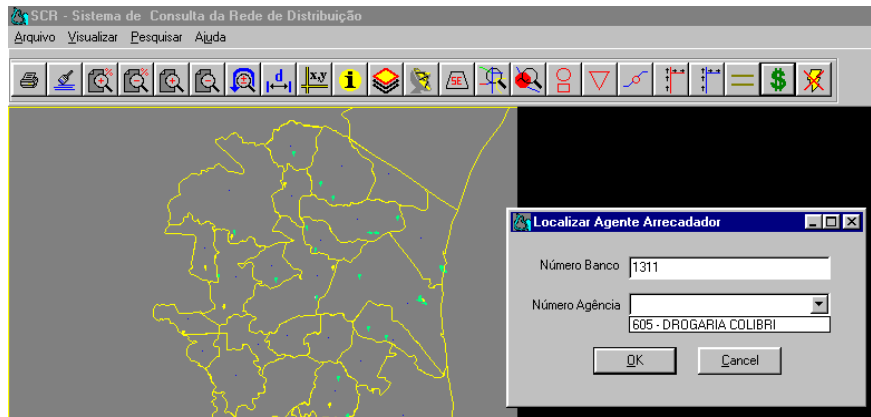 SCR - Sistema de Consulta da Rede de Distribuição
Arquivo Visualizar Pesquisar Ajuda
% % d x,y i SE $
Localizar Agente Arrecadador
Número Banco 1311
Número Agência
605 - DROGARIA COLIBRI
OK Cancel